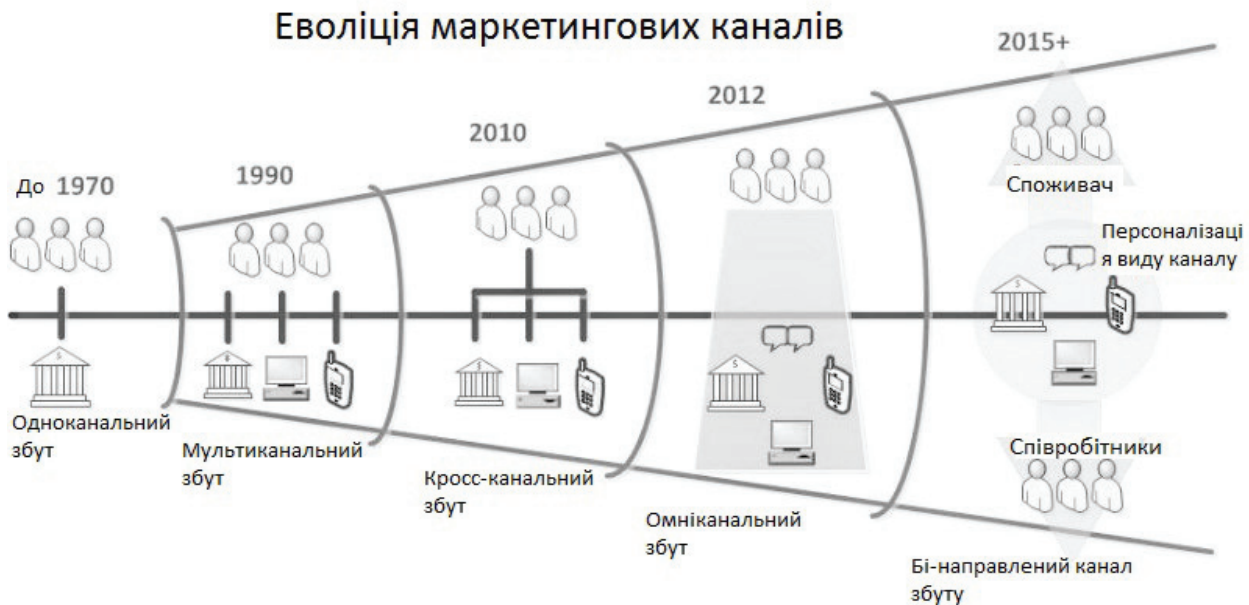 Еволіція маркетингових каналів
До 1970
Одноканальний
збут
1990
Мультиканальний
збут
2010
Кросс-канальний
збут
2012
Омніканальний
збут
2015+
Споживач
Персоналізаці
я виду каналу
Співробітники
Бі-направлений канал
збуту